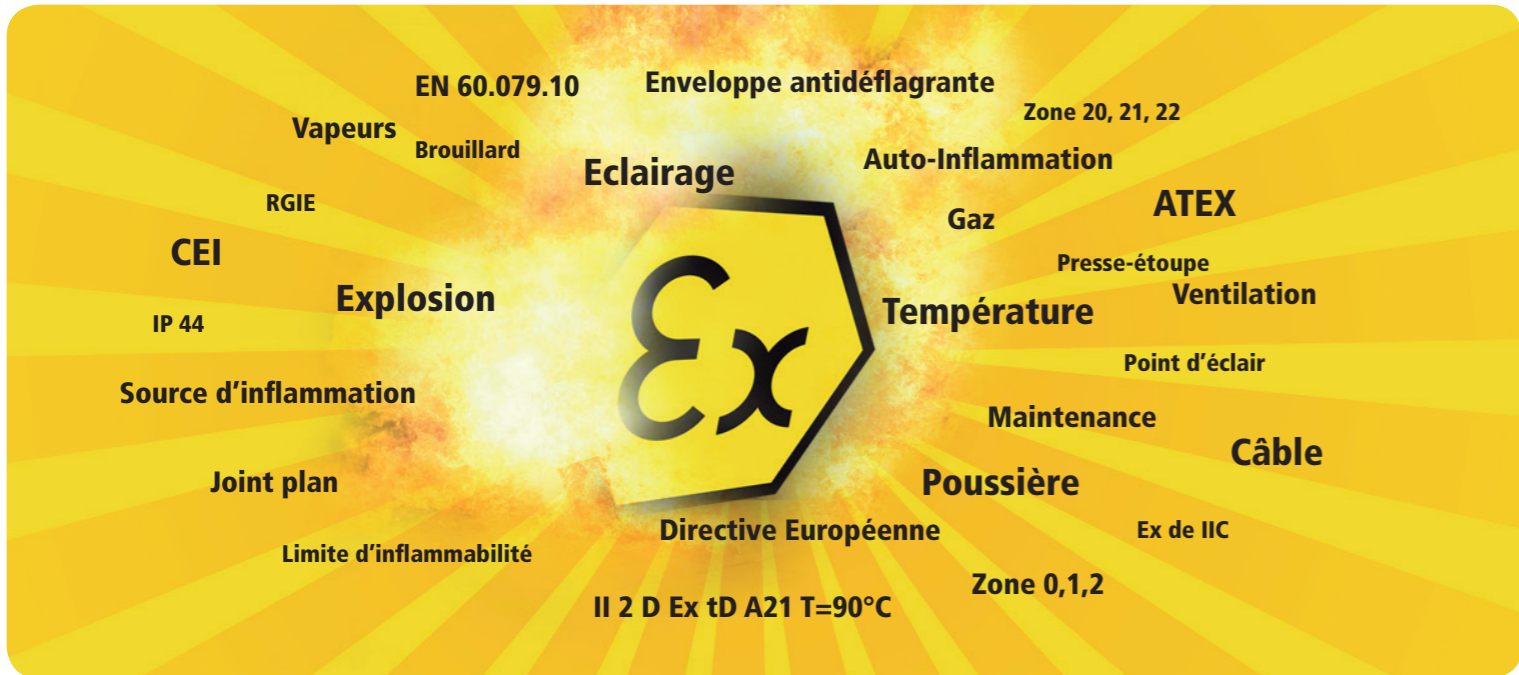 EN 60.079.10
Enveloppe antidéflagrante
Zone 20, 21, 22
Vapeurs
Brouillard
Eclairage
Auto-Inflammation
RGIE
Gaz
ATEX
CEI
Presse-étoupe
Explosion
Ex
Température
Ventilation
IP 44
Point d'éclair
Source d'inflammation
Maintenance
Câble
Joint plan
Poussière
Directive Européenne
Ex de IIC
Limite d'inflammabilité
Zone 0,1,2
II 2 D Ex tD A21 T=90°C